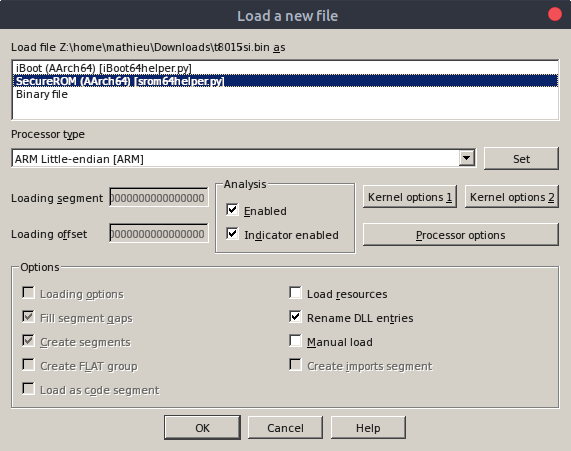 Load a new file
Load file Z:\home\mathieu\Downloads\t8015si.bin as
iBoot (AArch64) [iBoot64helper.py]
SecureROM (AArch64) [srom64helper.py]
Binary file
Processor type
ARM Little-endian [ARM]
Set
Loading segment 0000000000000000
Loading offset 0000000000000000
Analysis
Enabled
Indicator enabled
Kernel options 1
Kernel options 2
Processor options
Options
Loading options
Fill segment gaps
Create segments
Create FLAT group
Load as code segment
Load resources
Rename DLL entries
Manual load
Create imports segment
OK
Cancel
Help